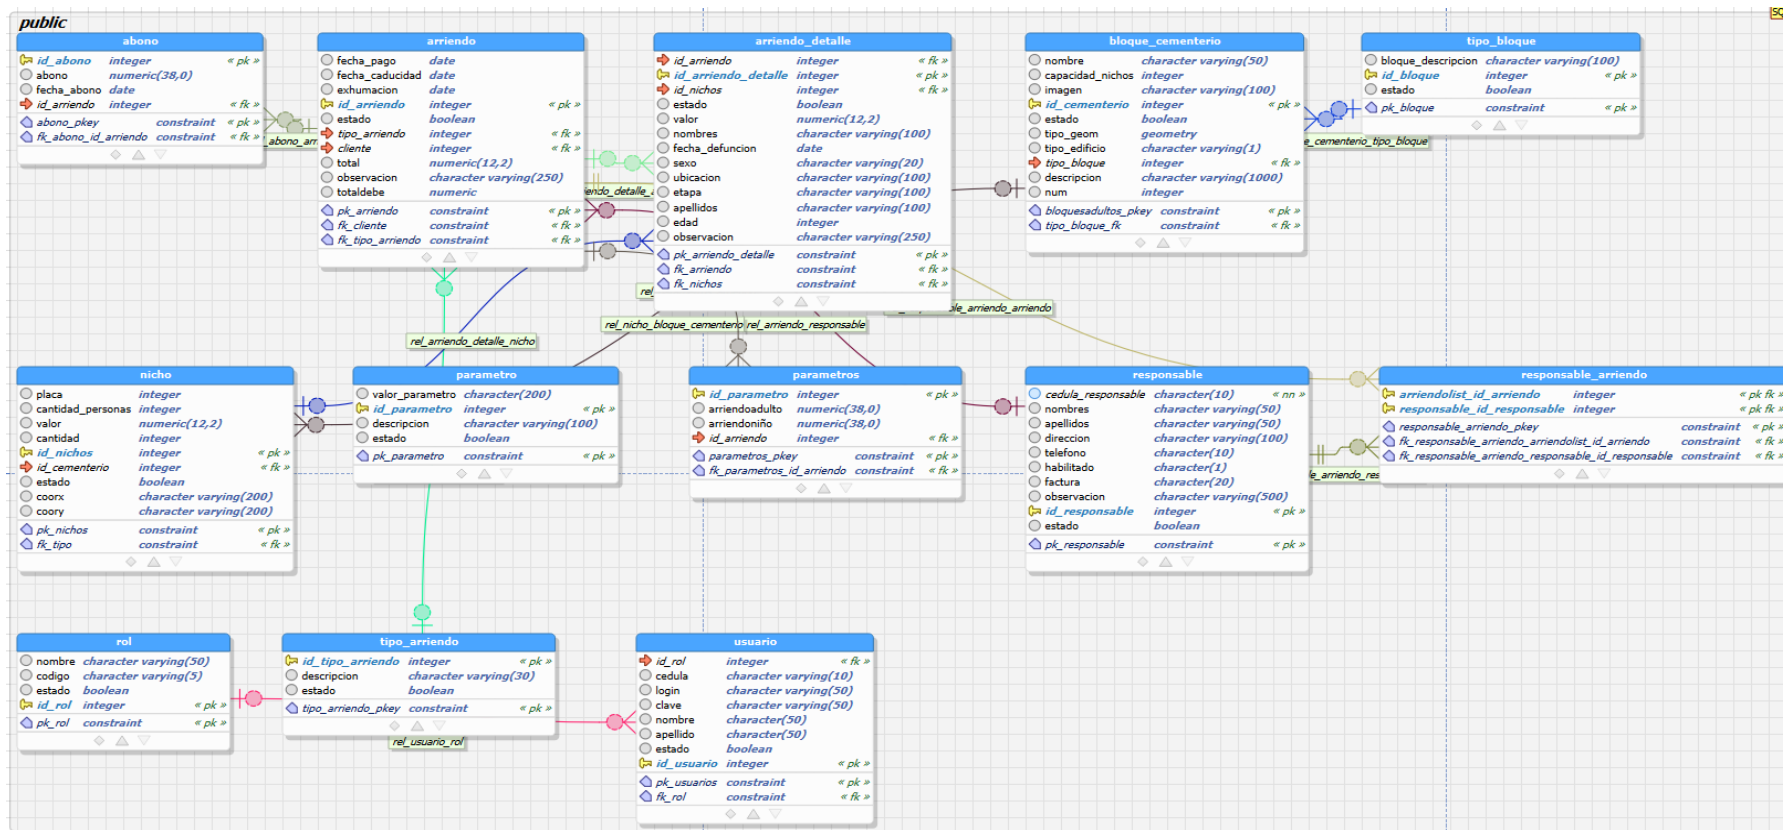 public
SQ
abono
id_abono integer « pk »
abono numeric(38,0)
fecha_abono date
id_arriendo integer « fk »
abono_pkey constraint « pk »
fk_abono_id_arriendo constraint « fk »
_abono_arr
arriendo
fecha_pago date
fecha_caducidad date
exhumacion date
id_arriendo integer « pk »
estado boolean
tipo_arriendo integer « fk »
cliente integer « fk »
total numeric(12,2)
observacion character varying(250)
totaldebe numeric
pk_arriendo constraint « pk »
fk_cliente constraint « fk »
fk_tipo_arriendo constraint « fk »
iendo_detalle_a
arriendo_detalle
id_arriendo integer « fk »
id_arriendo_detalle integer « pk »
id_nichos integer « fk »
estado boolean
valor numeric(12,2)
nombres character varying(100)
fecha_defuncion date
sexo character varying(20)
ubicacion character varying(100)
etapa character varying(100)
apellidos character varying(100)
edad integer
observacion character varying(250)
pk_arriendo_detalle constraint « pk »
fk_arriendo constraint « fk »
fk_nichos constraint « fk »
bloque_cementerio
nombre character varying(50)
capacidad_nichos integer
imagen character varying(100)
id_cementerio integer « pk »
estado boolean
tipo_geom geometry
tipo_edificio character varying(1)
tipo_bloque integer « fk »
descripcion character varying(1000)
num integer
bloquesadultos_pkey constraint « pk »
tipo_bloque_fk constraint « fk »
tipo_bloque
bloque_descripcion character varying(100)
id_bloque integer « pk »
estado boolean
pk_bloque constraint « pk »
e_cementerio_tipo_bloque
rel_
ble_arriendo_arriendo
rel_nicho_bloque_cementerio
rel_arriendo_responsable
rel_arriendo_detalle_nicho
nicho
placa integer
cantidad_personas integer
valor numeric(12,2)
cantidad integer
id_nichos integer « pk »
id_cementerio integer « fk »
estado boolean
coorx character varying(200)
coory character varying(200)
pk_nichos constraint « pk »
fk_tipo constraint « fk »
parametro
valor_parametro character(200)
id_parametro integer « pk »
descripcion character varying(100)
estado boolean
pk_parametro constraint « pk »
parametros
id_parametro integer « pk »
arriendoadulto numeric(38,0)
arriendoniño numeric(38,0)
id_arriendo integer « fk »
parametros_pkey constraint « pk »
fk_parametros_id_arriendo constraint « fk »
responsable
cedula_responsable character(10) « nn »
nombres character varying(50)
apellidos character varying(50)
direccion character varying(100)
telefono character(10)
habilitado character(1)
factura character(20)
observacion character varying(500)
id_responsable integer « pk »
estado boolean
pk_responsable constraint « pk »
responsable_arriendo
arriendolist_id_arriendo integer « pk fk »
responsable_id_responsable integer « pk fk »
responsable_arriendo_pkey constraint « pk »
fk_responsable_arriendo_arriendolist_id_arriendo constraint « fk »
fk_responsable_arriendo_responsable_id_responsable constraint « fk »
le_arriendo_res
rol
nombre character varying(50)
codigo character varying(5)
estado boolean
id_rol integer « pk »
pk_rol constraint « pk »
tipo_arriendo
id_tipo_arriendo integer « pk »
descripcion character varying(30)
estado boolean
tipo_arriendo_pkey constraint « pk »
rel_usuario_rol
usuario
id_rol integer « fk »
cedula character varying(10)
login character varying(50)
clave character varying(50)
nombre character(50)
apellido character(50)
estado boolean
id_usuario integer « pk »
pk_usuarios constraint « pk »
fk_rol constraint « fk »